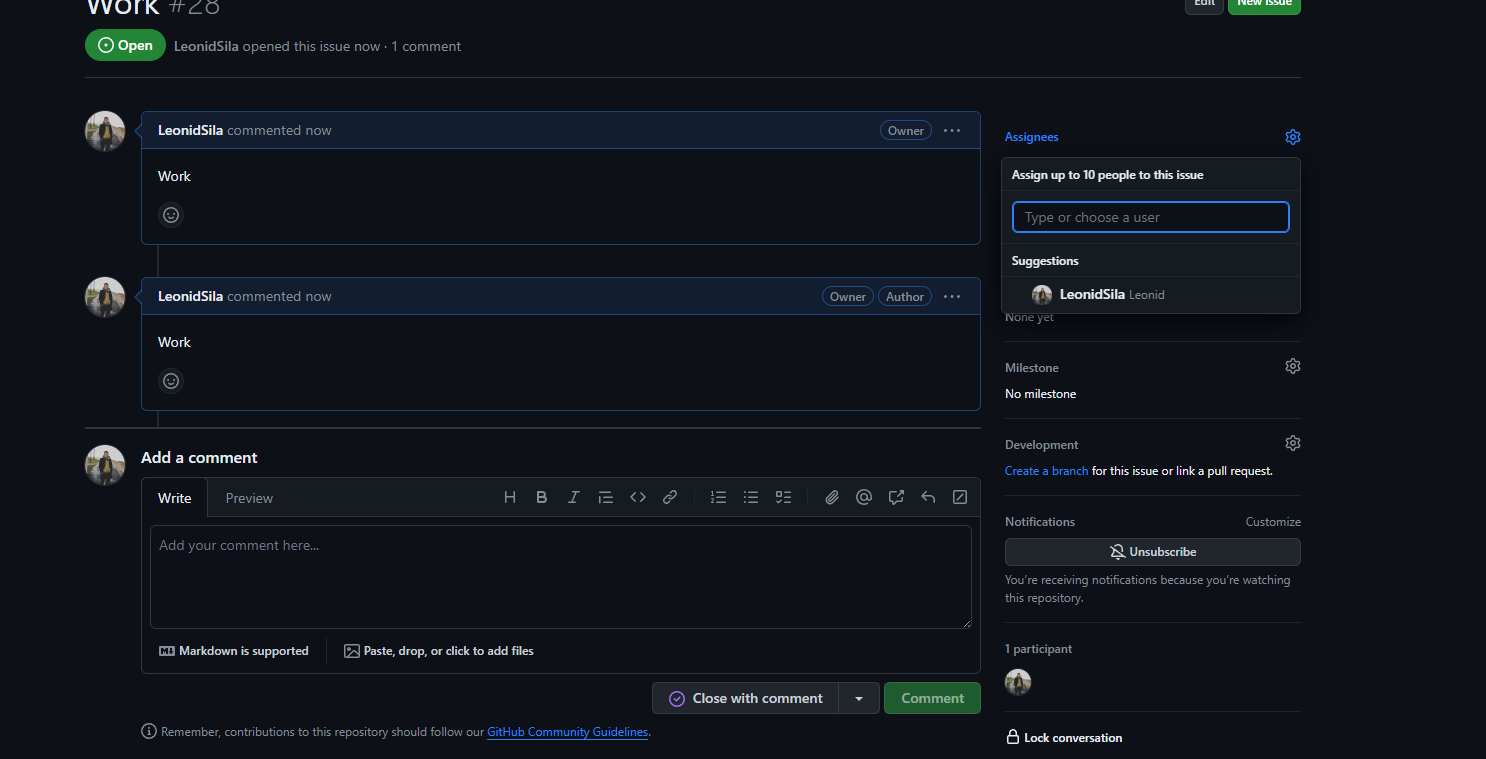 Work #28
Edit
New issue
Open
LeonidSila opened this issue now · 1 comment
LeonidSila commented now
Owner
Work
LeonidSila commented now
Owner
Author
Work
Add a comment
Write
Preview
Add your comment here...
Markdown is supported
Paste, drop, or click to add files
Close with comment
Comment
Remember, contributions to this repository should follow our GitHub Community Guidelines.
Assignees
Assign up to 10 people to this issue
Type or choose a user
Suggestions
LeonidSila Leonid
None yet
Milestone
No milestone
Development
Create a branch for this issue or link a pull request.
Notifications
Customize
Unsubscribe
You're receiving notifications because you're watching
this repository.
1 participant
Lock conversation